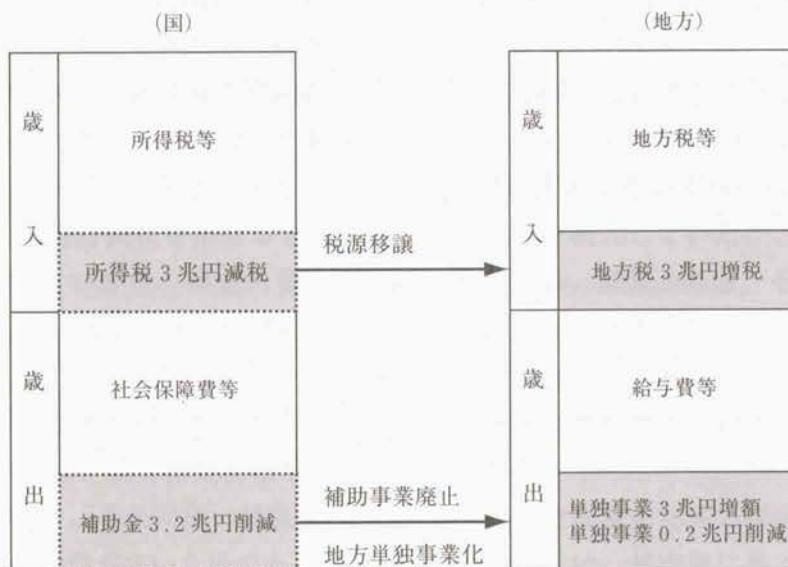 (国)
(地方)
歳入
所得税等
所得税3兆円減税
税源移譲
歳入
地方税等
地方税3兆円増税
歳出
社会保障費等
補助金3.2兆円削減
補助事業廃止
地方単独事業化
歳出
給与費等
単独事業3兆円増額
単独事業0.2兆円削減